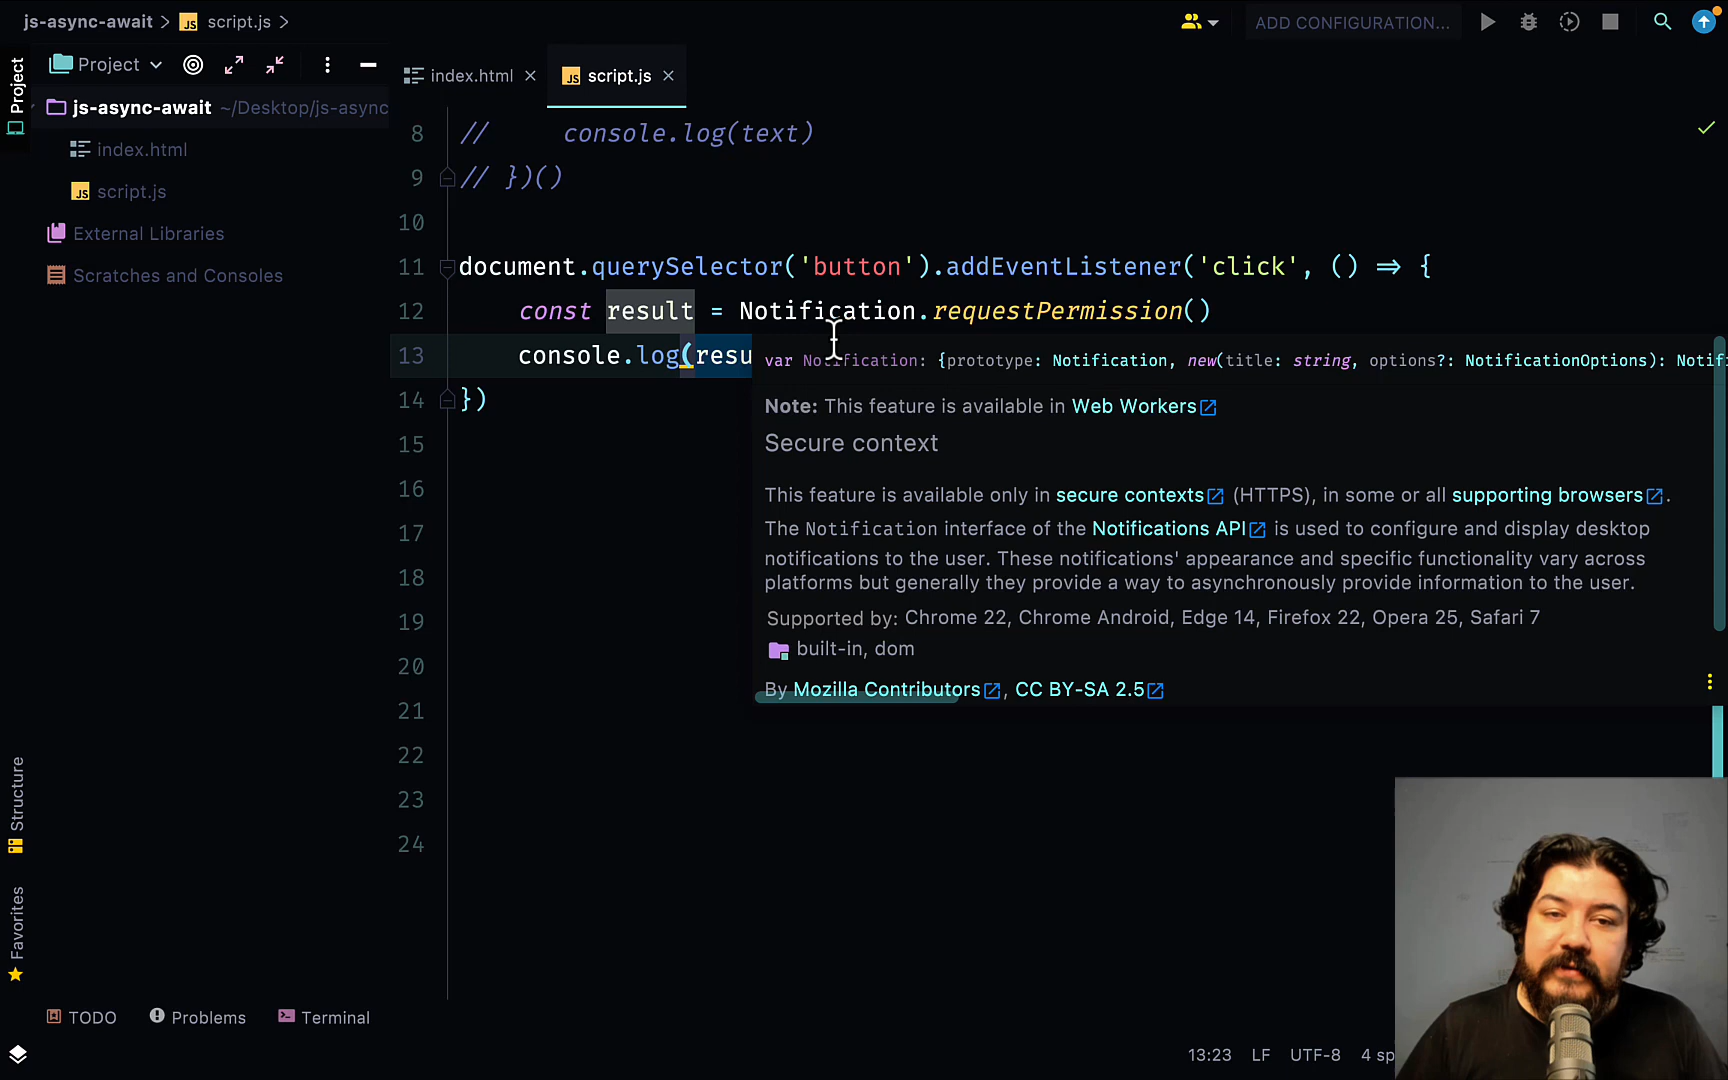 js-async-await > JS script.js >
ADD CONFIGURATION...
Project
Project
index.html
JS script.js
js-async-await ~/Desktop/js-async
index.html
JS script.js
External Libraries
Scratches and Consoles
8 // console.log(text)
9 // })()
10
11 document.querySelector('button').addEventListener('click', () => {
12 const result = Notification.requestPermission()
13 console.log(resu
14 })
15
16
17
18
19
20
21
22
23
24
var Notification: {prototype: Notification, new(title: string, options?: NotificationOptions): Notif
Note: This feature is available in Web Workers
Secure context
This feature is available only in secure contexts (HTTPS), in some or all supporting browsers.
The Notification interface of the Notifications API is used to configure and display desktop
notifications to the user. These notifications' appearance and specific functionality vary across
platforms but generally they provide a way to asynchronously provide information to the user.
Supported by: Chrome 22, Chrome Android, Edge 14, Firefox 22, Opera 25, Safari 7
built-in, dom
By Mozilla Contributors, CC BY-SA 2.5
Structure
Favorites
TODO Problems Terminal
13:23 LF UTF-8 4 sp